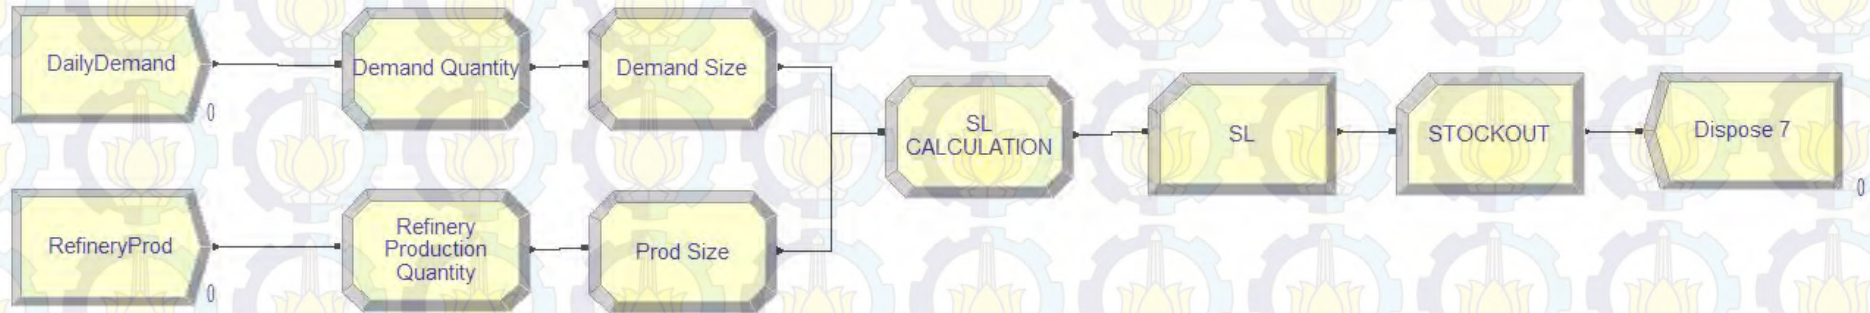 DailyDemand
0
Demand Quantity
Demand Size
RefineryProd
0
Refinery
Production
Quantity
Prod Size
SL
CALCULATION
SL
STOCKOUT
Dispose 7
0